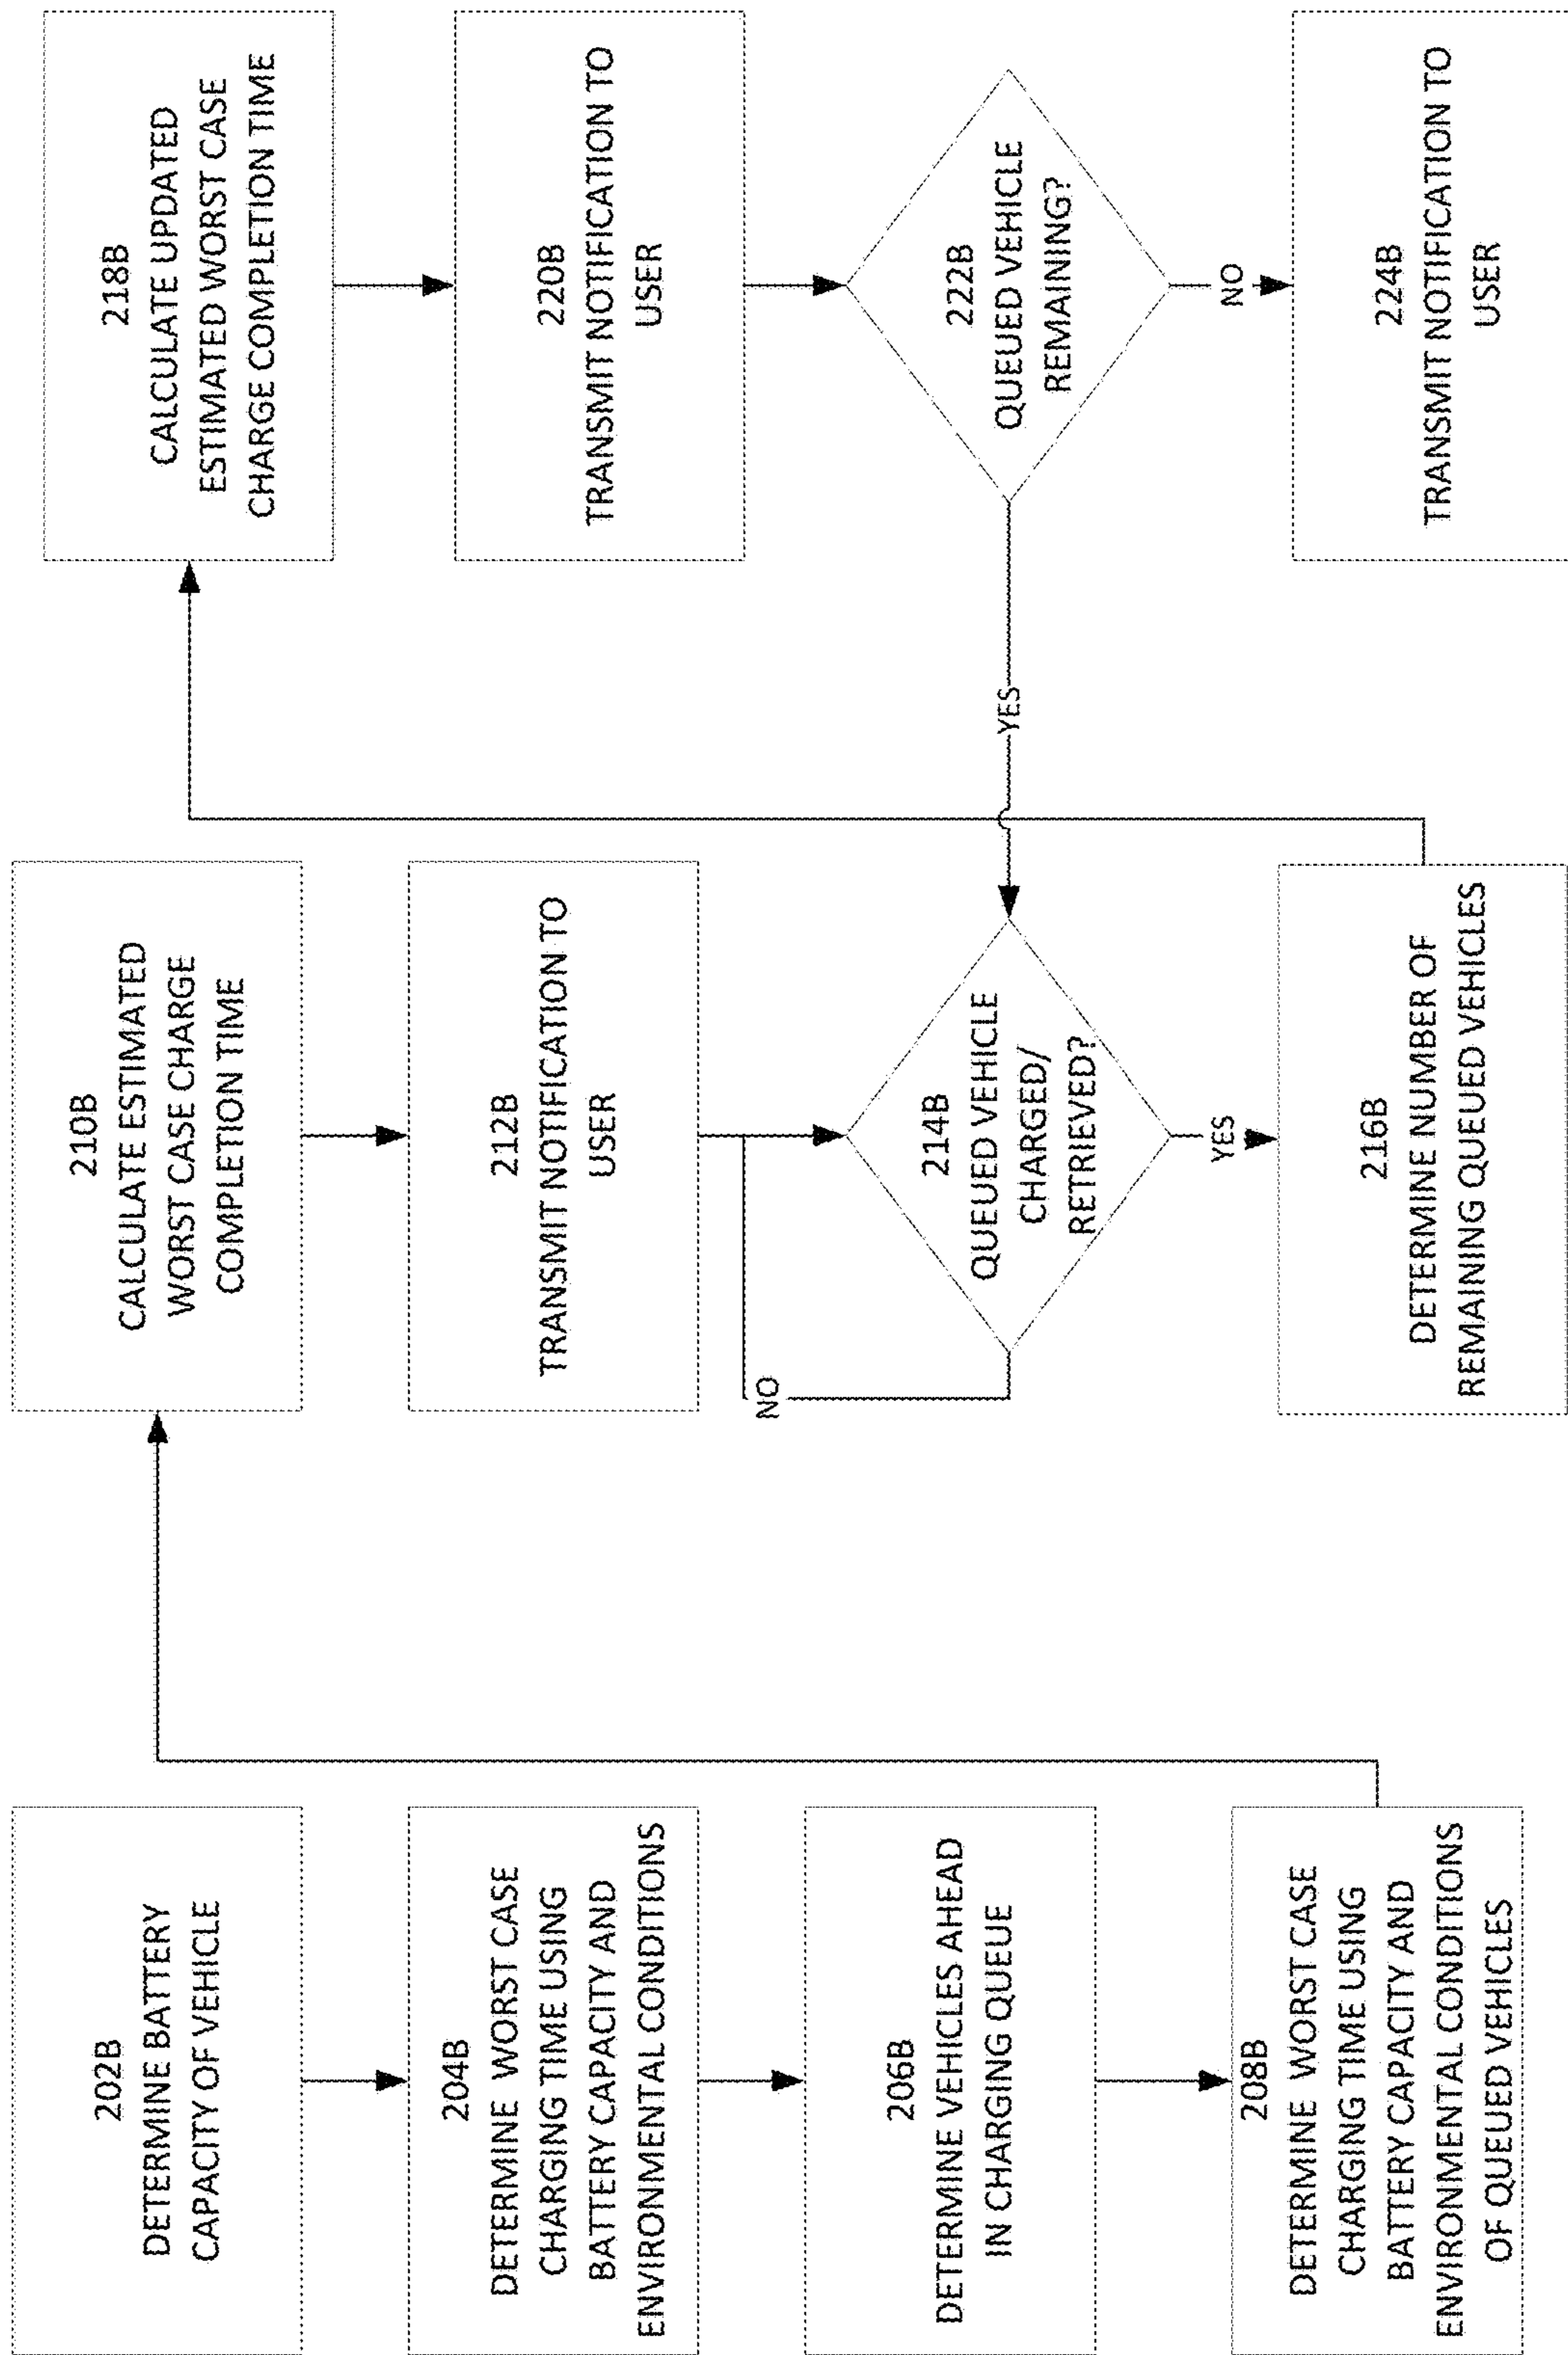 202B
DETERMINE BATTERY
CAPACITY OF VEHICLE
204B
DETERMINE WORST CASE
CHARGING TIME USING
BATTERY CAPACITY AND
ENVIRONMENTAL CONDITIONS
206B
DETERMINE VEHICLES AHEAD
IN CHARGING QUEUE
208B
DETERMINE WORST CASE
CHARGING TIME USING
BATTERY CAPACITY AND
ENVIRONMENTAL CONDITIONS
OF QUEUED VEHICLES
210B
CALCULATE ESTIMATED
WORST CASE CHARGE
COMPLETION TIME
212B
TRANSMIT NOTIFICATION TO
USER
NO
214B
QUEUED VEHICLE
CHARGED/
RETRIEVED?
YES
216B
DETERMINE NUMBER OF
REMAINING QUEUED VEHICLES
218B
CALCULATE UPDATED
ESTIMATED WORST CASE
CHARGE COMPLETION TIME
220B
TRANSMIT NOTIFICATION TO
USER
YES
222B
QUEUED VEHICLE
REMAINING?
NO
224B
TRANSMIT NOTIFICATION TO
USER